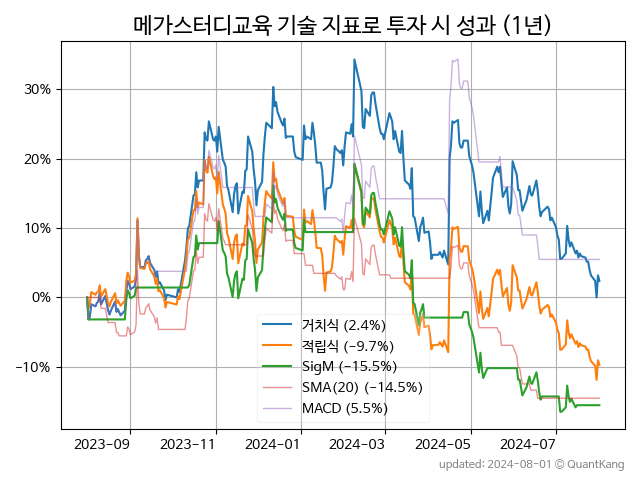 메가스터디교육 기술 지표로 투자 시 성과 (1년)
30%
20%
10%
0%
−10%
거치식 (2.4%)
적립식 (−9.7%)
SigM (−15.5%)
SMA(20) (−14.5%)
MACD (5.5%)
2023-09 2023-11 2024-01 2024-03 2024-05 2024-07
updated: 2024-08-01 © QuantKang